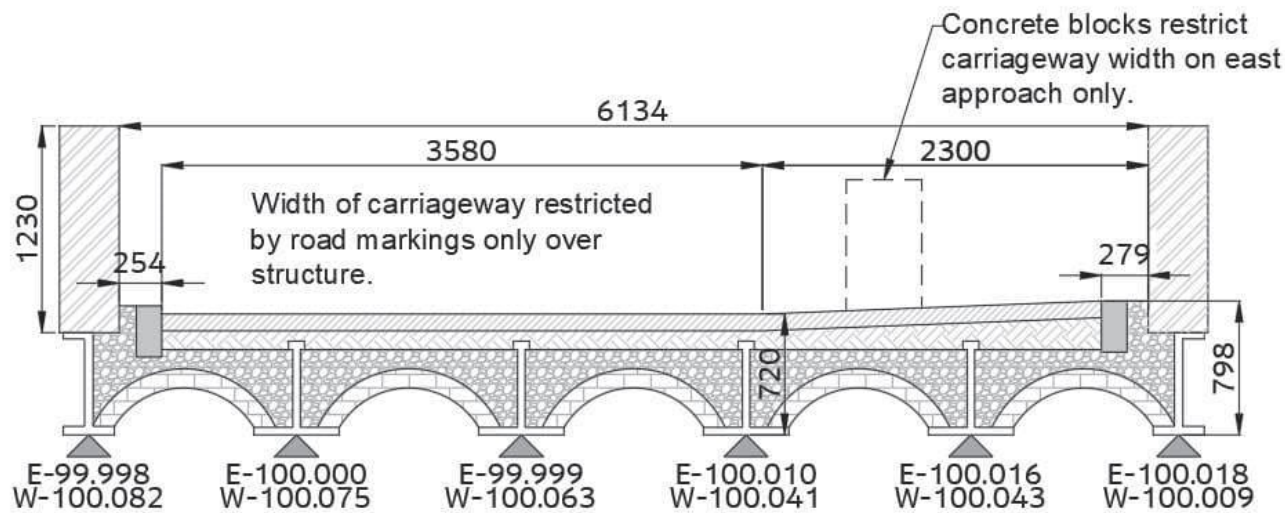 Concrete blocks restrict
carriageway width on east
approach only.
6134
3580
2300
1230
Width of carriageway restricted
by road markings only over
structure.
254
279
720
798
E-99.998
W-100.082
E-100.000
W-100.075
E-99.999
W-100.063
E-100.010
W-100.041
E-100.016
W-100.043
E-100.018
W-100.009